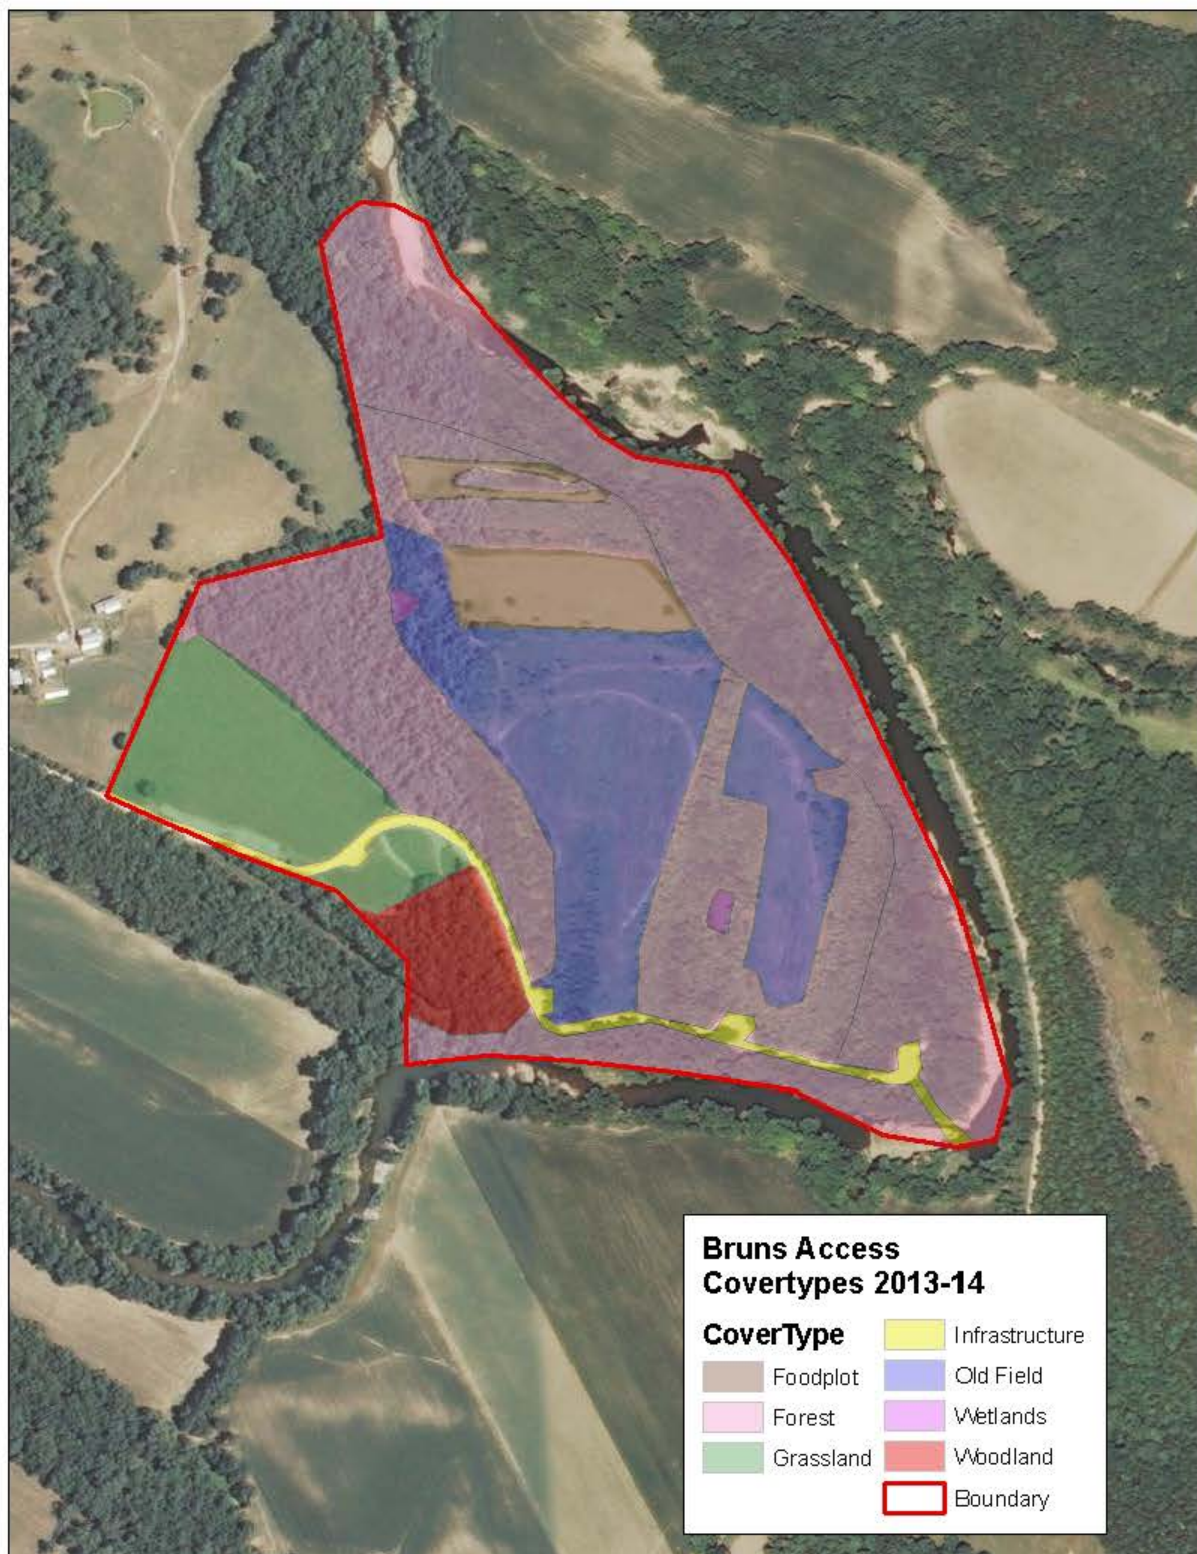 Bruns Access
Covertypes 2013-14
CoverType
Foodplot
Forest
Grassland
Infrastructure
Old Field
Wetlands
Woodland
Boundary